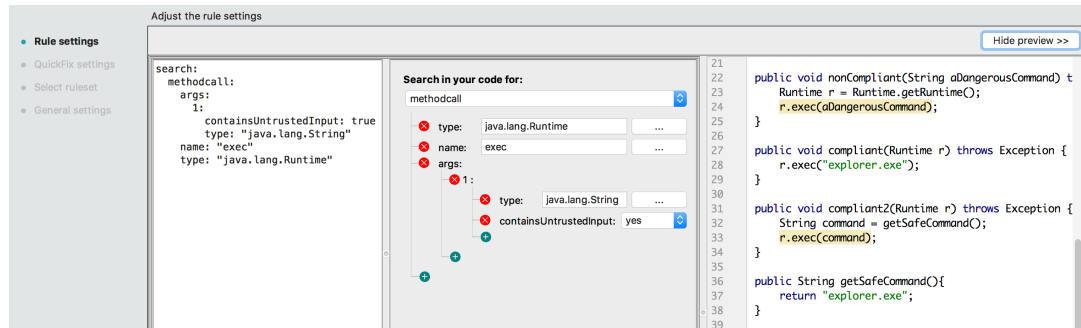 Adjust the rule settings
Rule settings
QuickFix settings
Select ruleset
General settings
Hide preview >>
search:
methodcall:
args:
1:
containsUntrustedInput: true
type: "java.lang.String"
name: "exec"
type: "java.lang.Runtime"
Search in your code for:
methodcall
type: java.lang.Runtime ...
name: exec ...
args:
1:
type: java.lang.String ...
containsUntrustedInput: yes
21
22 public void nonCompliant(String aDangerousCommand) t
23 Runtime r = Runtime.getRuntime();
24 r.exec(aDangerousCommand);
25 }
26
27 public void compliant(Runtime r) throws Exception {
28 r.exec("explorer.exe");
29 }
30
31 public void compliant2(Runtime r) throws Exception {
32 String command = getSafeCommand();
33 r.exec(command);
34 }
35
36 public String getSafeCommand(){
37 return "explorer.exe";
38 }
39